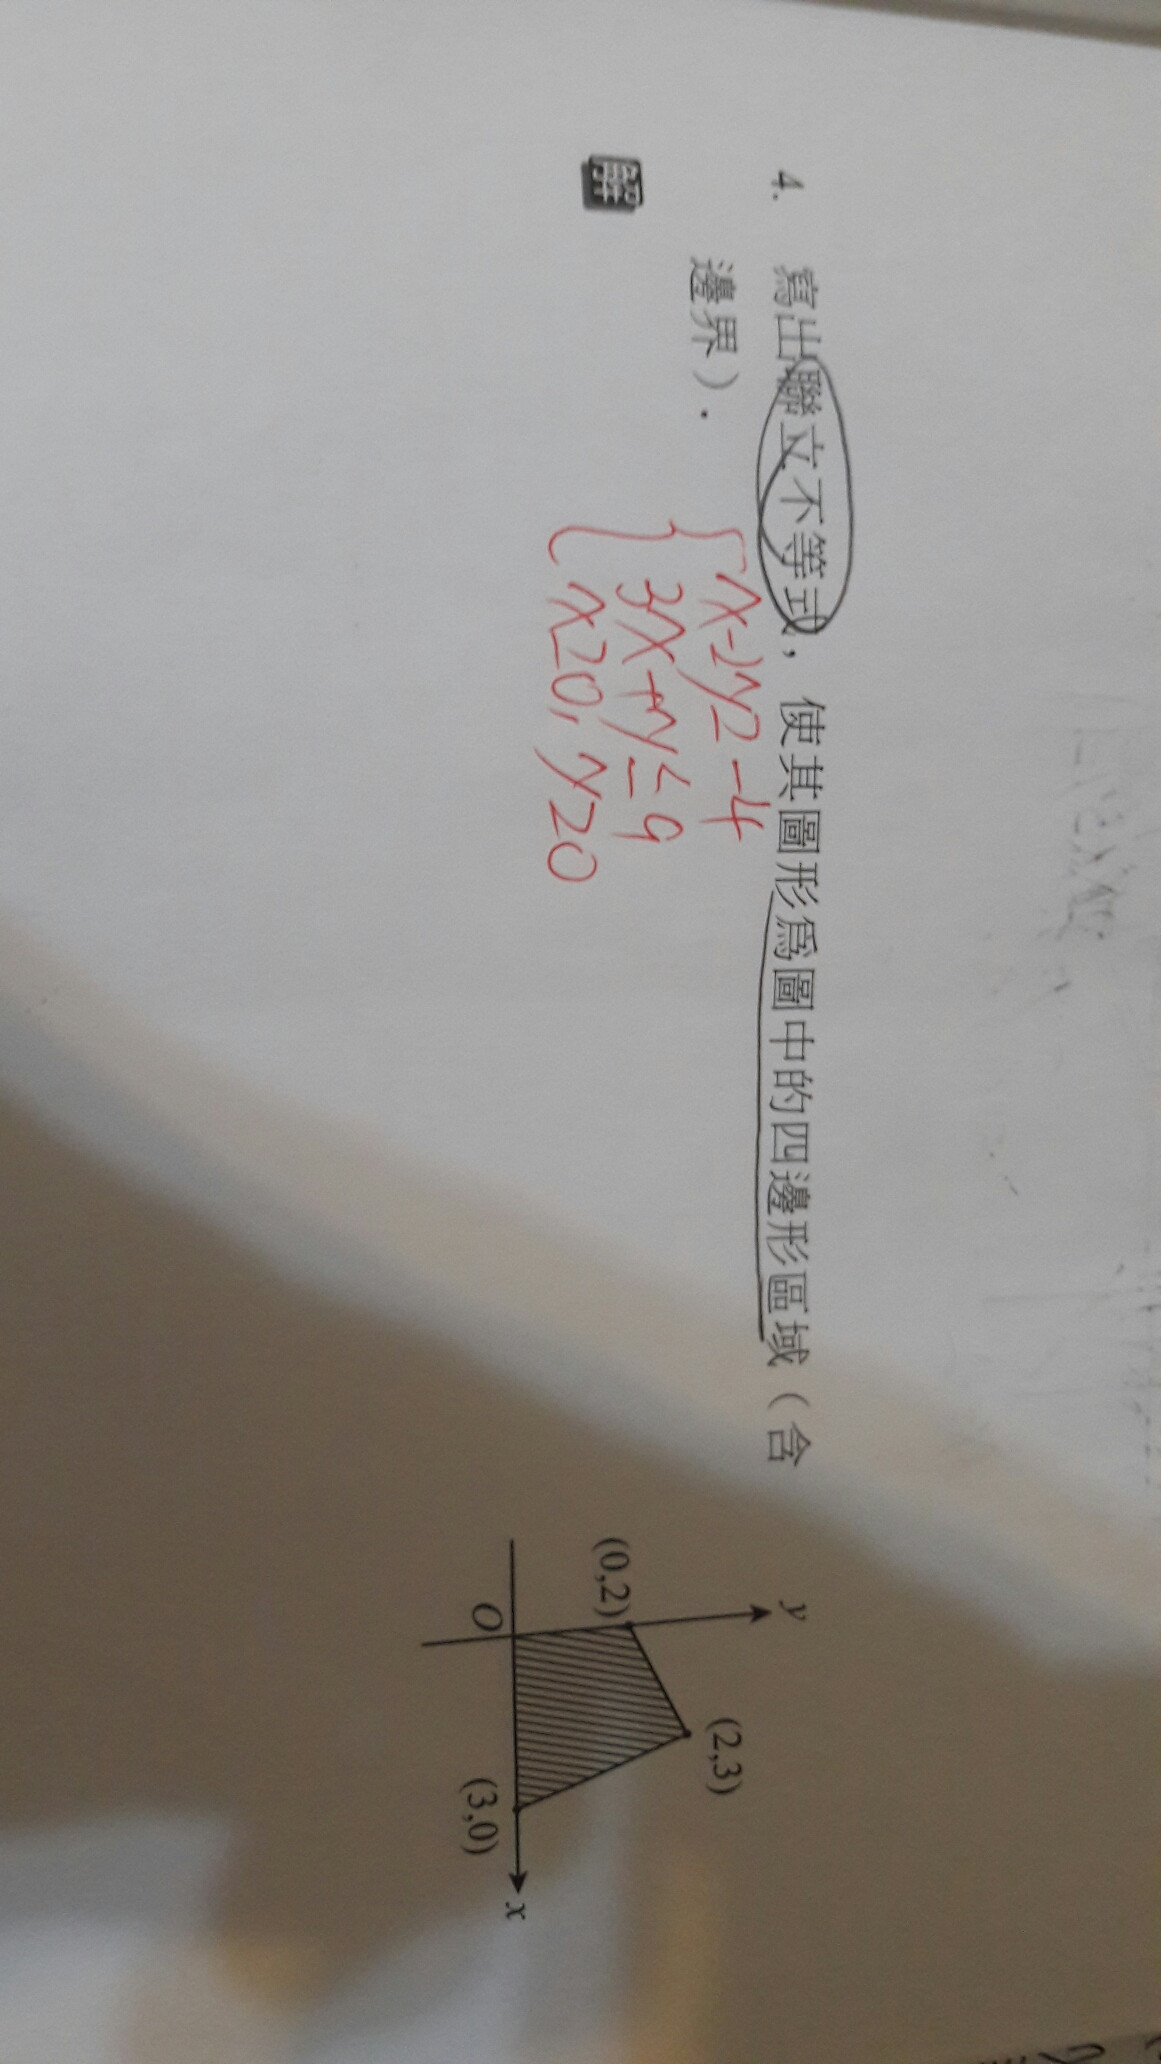 4. 寫出聯立不等式，使其圖形為圖中的四邊形區域（含
邊界）.
解
x-2y≥-4
3x+y≤9
x≥0, y≥0
y
(2,3)
(0,2)
O
(3,0)
x